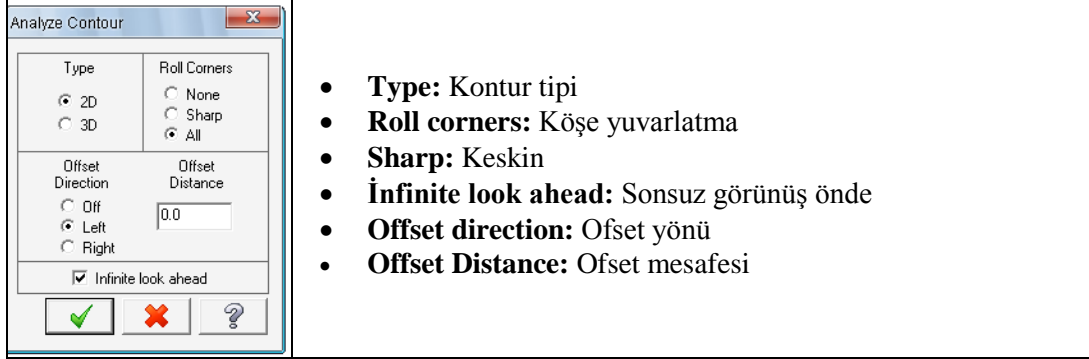 Analyze Contour
Type
2D
3D
Roll Corners
None
Sharp
All
Offset
Direction
Off
Left
Right
Offset
Distance
0.0
Infinite look ahead
• Type: Kontur tipi
• Roll corners: Köşe yuvarlatma
• Sharp: Keskin
• İnfinite look ahead: Sonsuz görünüş önde
• Offset direction: Ofset yönü
• Offset Distance: Ofset mesafesi